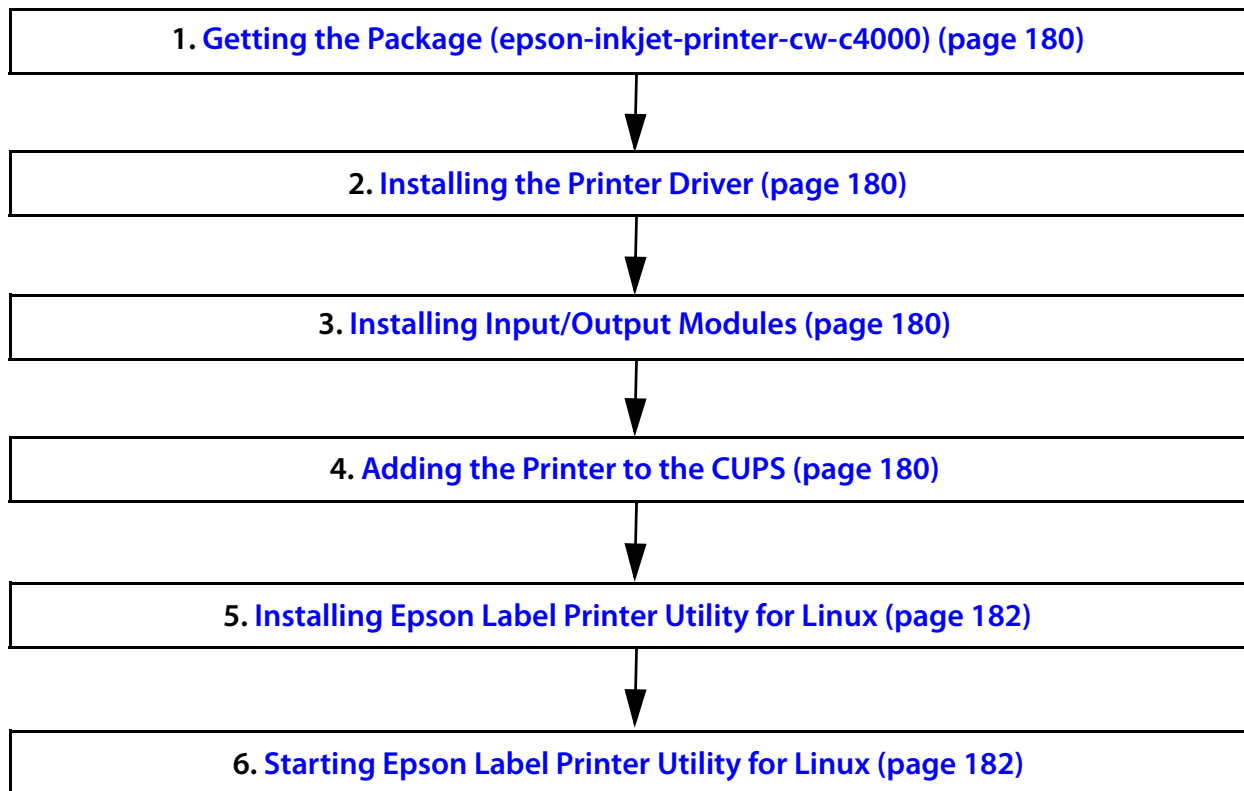 1. Getting the Package (epson-inkjet-printer-cw-c4000) (page 180)
2. Installing the Printer Driver (page 180)
3. Installing Input/Output Modules (page 180)
4. Adding the Printer to the CUPS (page 180)
5. Installing Epson Label Printer Utility for Linux (page 182)
6. Starting Epson Label Printer Utility for Linux (page 182)